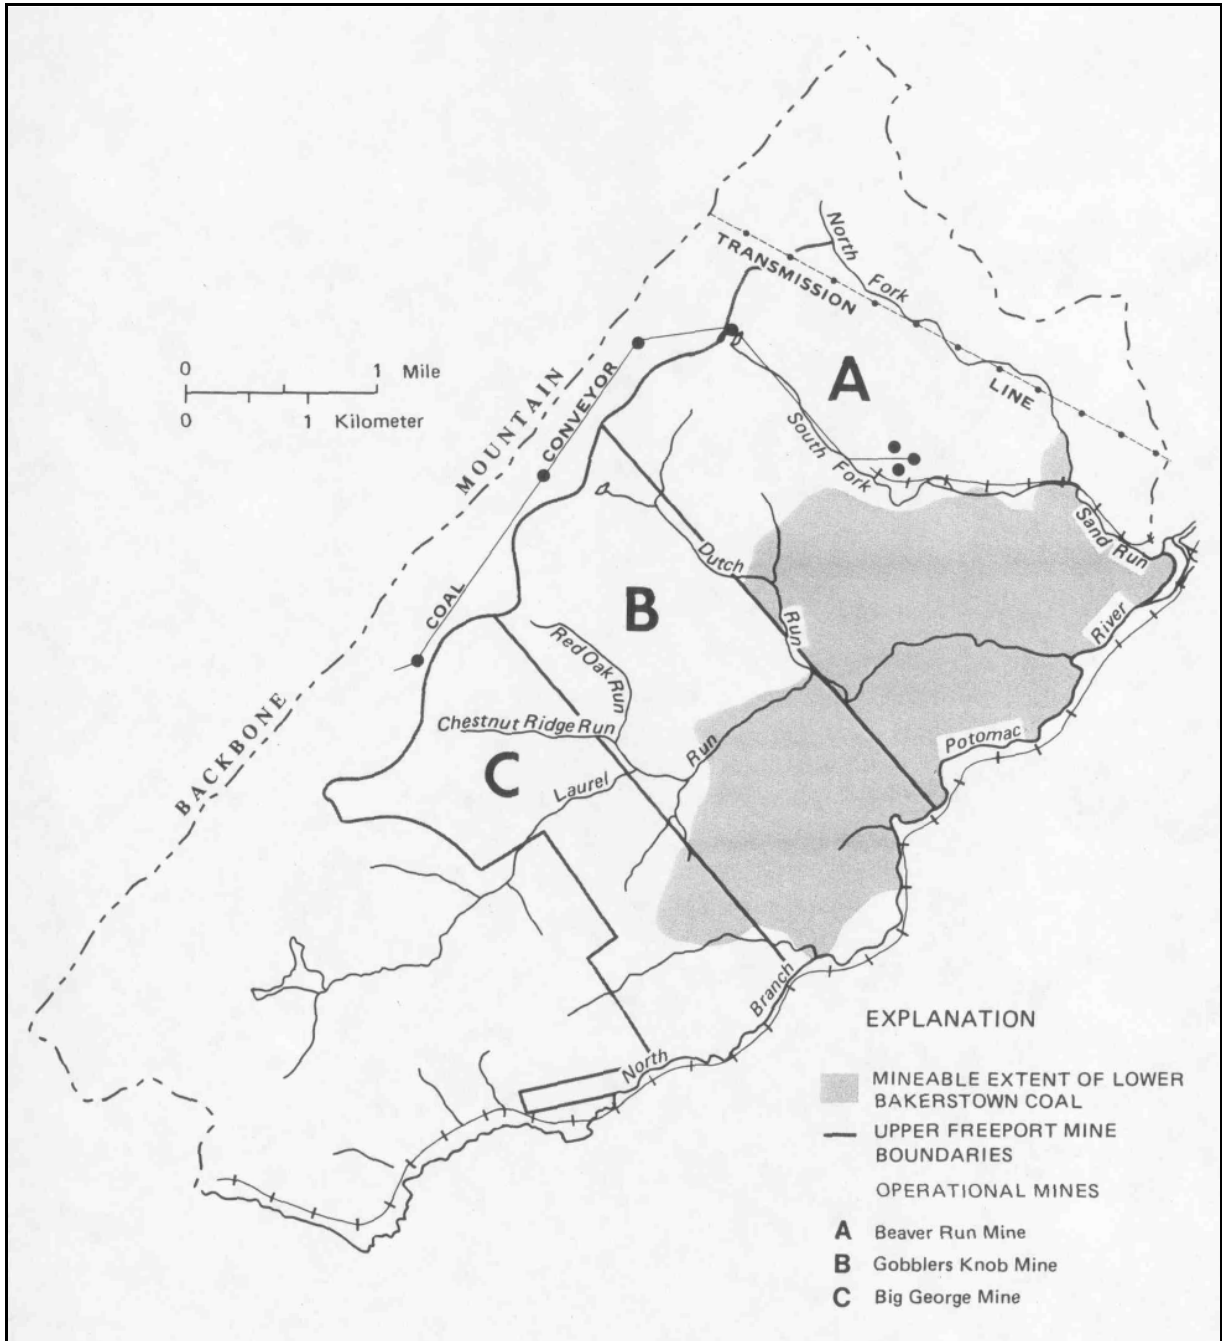 North
Fork
TRANSMISSION
LINE
A
South Fork
0 1 Mile
0 1 Kilometer
BACKBONE MOUNTAIN
COAL CONVEYOR
Sand Run
Dutch
Run
River
B
Red Oak Run
Chestnut Ridge Run
Run
Potomac
C
Laurel
Branch
North
EXPLANATION
MINEABLE EXTENT OF LOWER
BAKERSTOWN COAL
UPPER FREEPORT MINE
BOUNDARIES
OPERATIONAL MINES
A Beaver Run Mine
B Gobblers Knob Mine
C Big George Mine